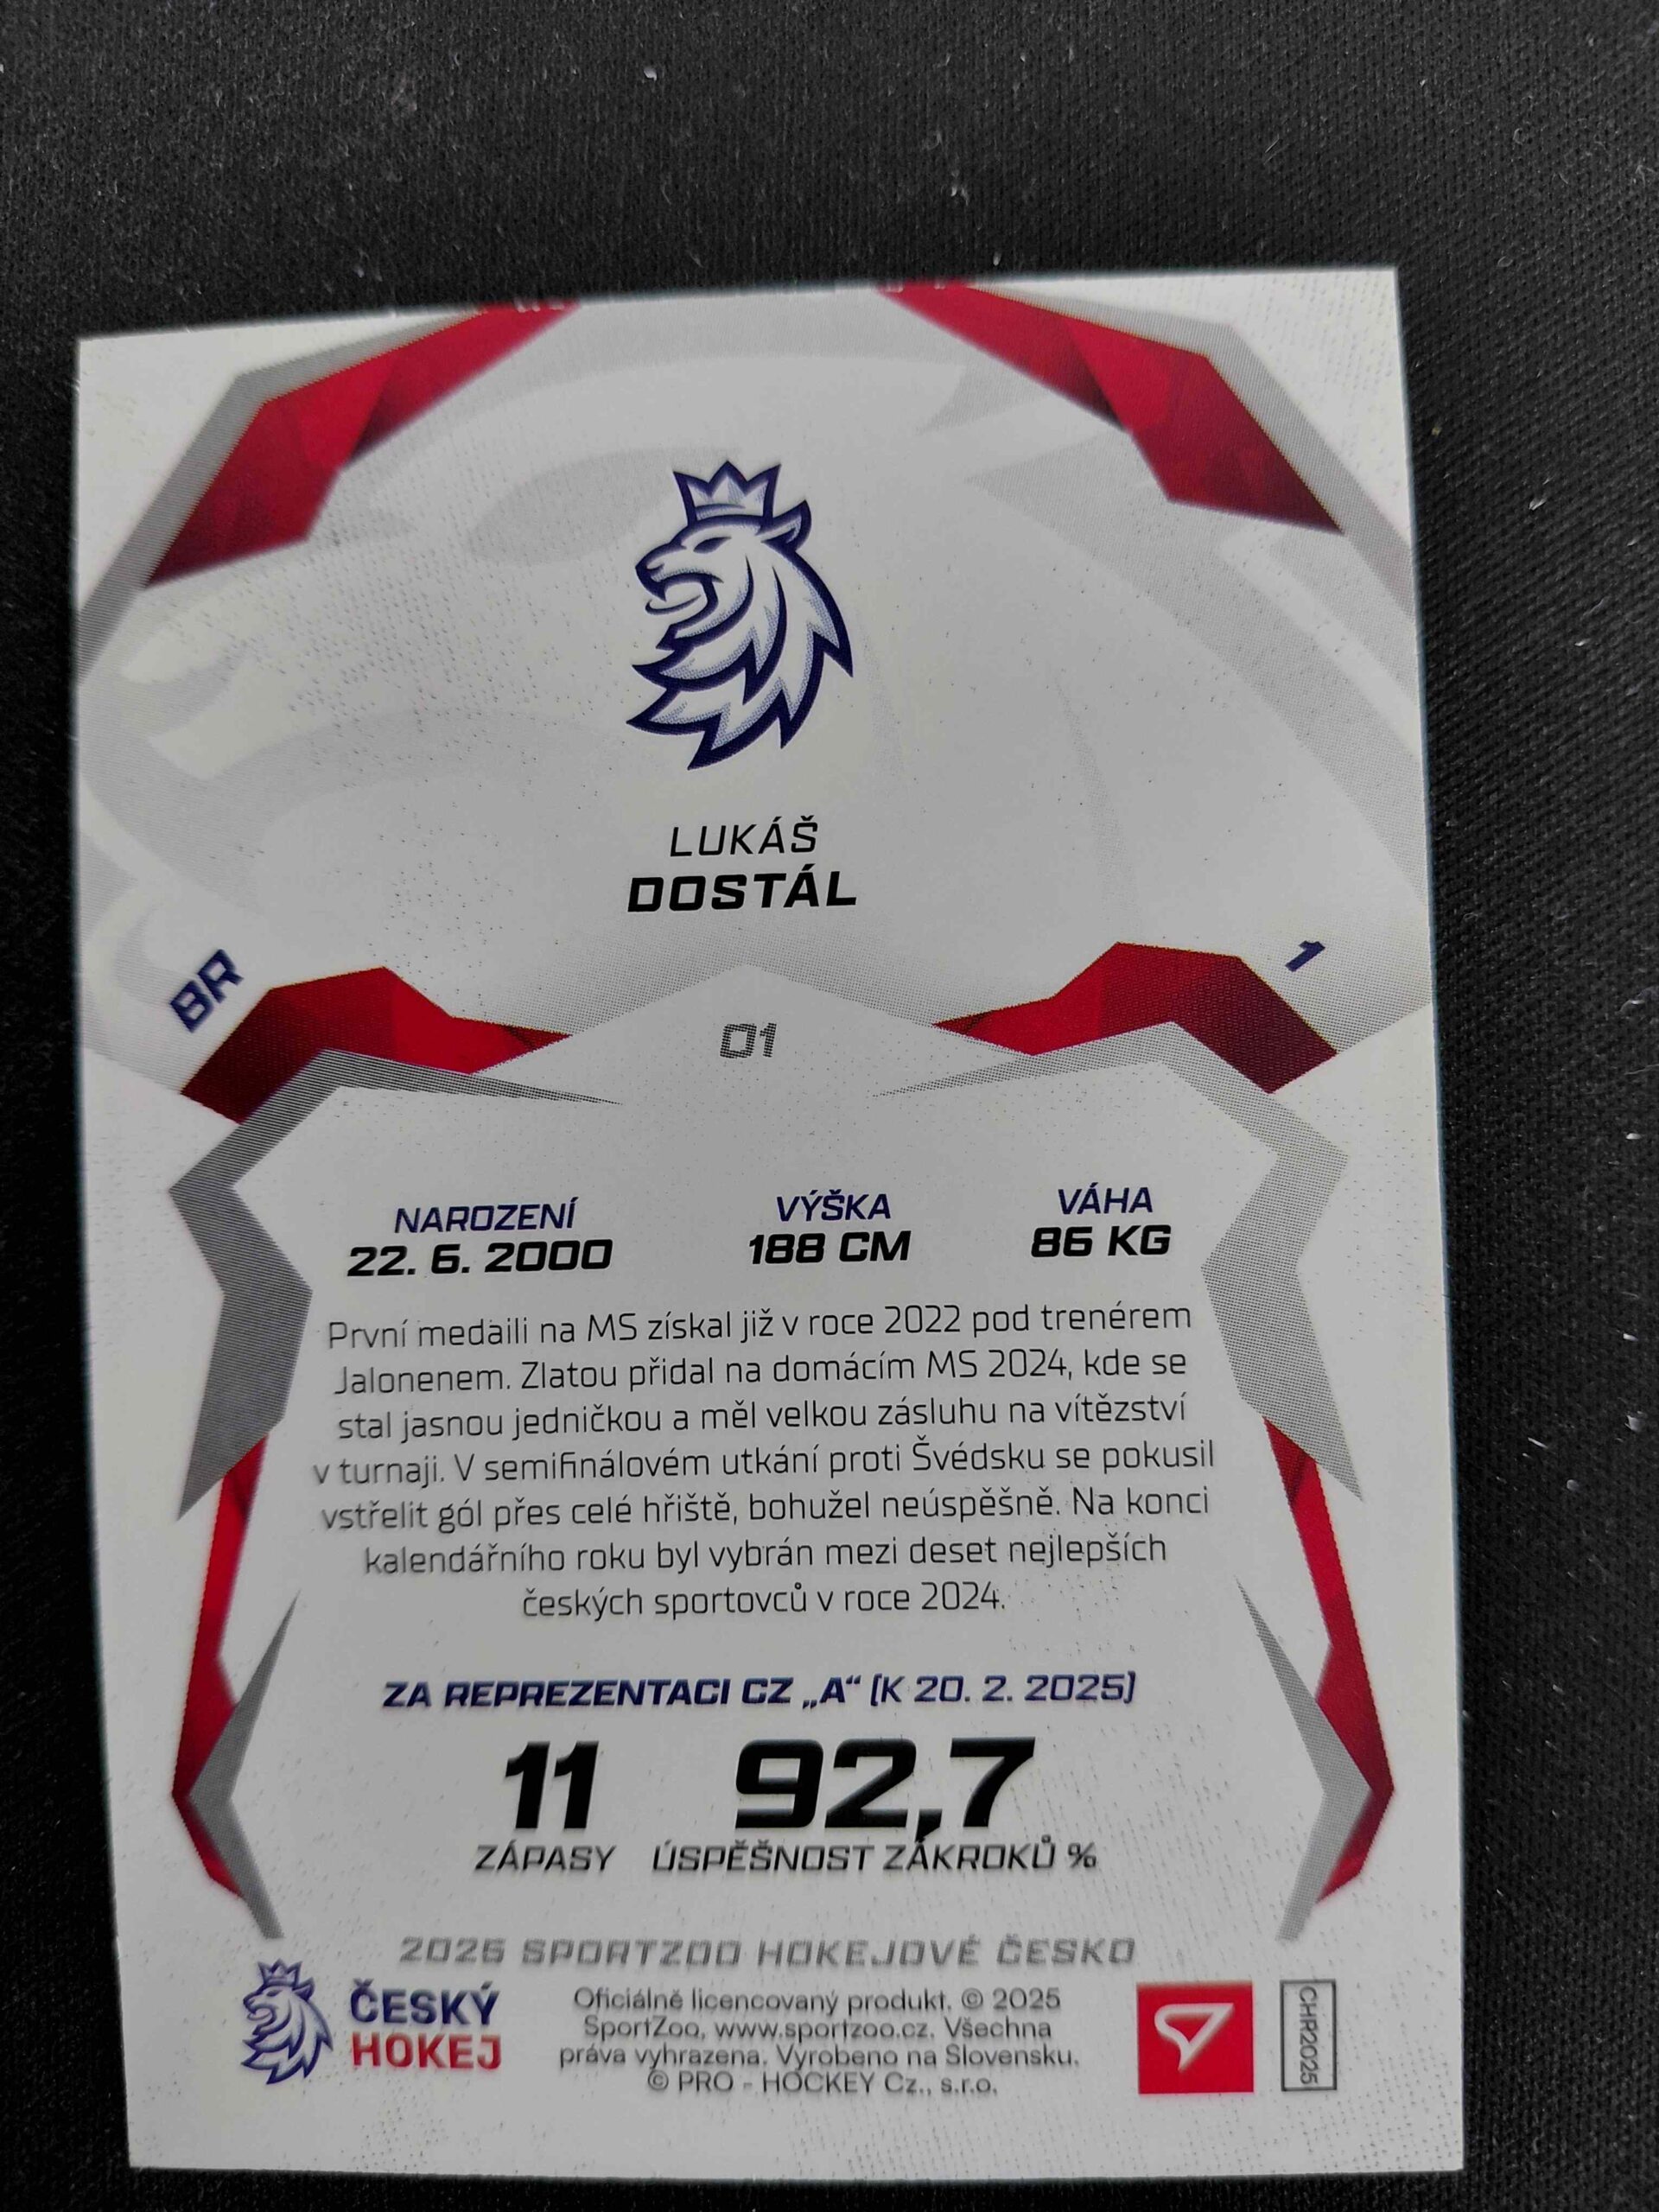 LUKÁŠ
DOSTÁL
BR
1
01
NAROZENÍ
22. 6. 2000
VÝŠKA
188 CM
VÁHA
86 KG
První medaili na MS získal již v roce 2022 pod trenérem
Jalonenem. Zlatou přidal na domácím MS 2024, kde se
stal jasnou jedničkou a měl velkou zásluhu na vítězství
v turnaji. V semifinálovém utkání proti Švédsku se pokusil
vstřelit gól přes celé hřiště, bohužel neúspěšně. Na konci
kalendářního roku byl vybrán mezi deset nejlepších
českých sportovců v roce 2024.
ZA REPREZENTACI CZ „A“ (K 20. 2. 2025)
11
ZÁPASY
92,7
ÚSPĚŠNOST ZÁKROKŮ %
2025 SPORTZOO HOKEJOVÉ ČESKO
ČESKÝ
HOKEJ
Oficiálně licencovaný produkt. © 2025
SportZoo, www.sportzoo.cz. Všechna
práva vyhrazena. Vyrobeno na Slovensku.
© PRO - HOCKEY Cz., s.r.o.
CHR2025